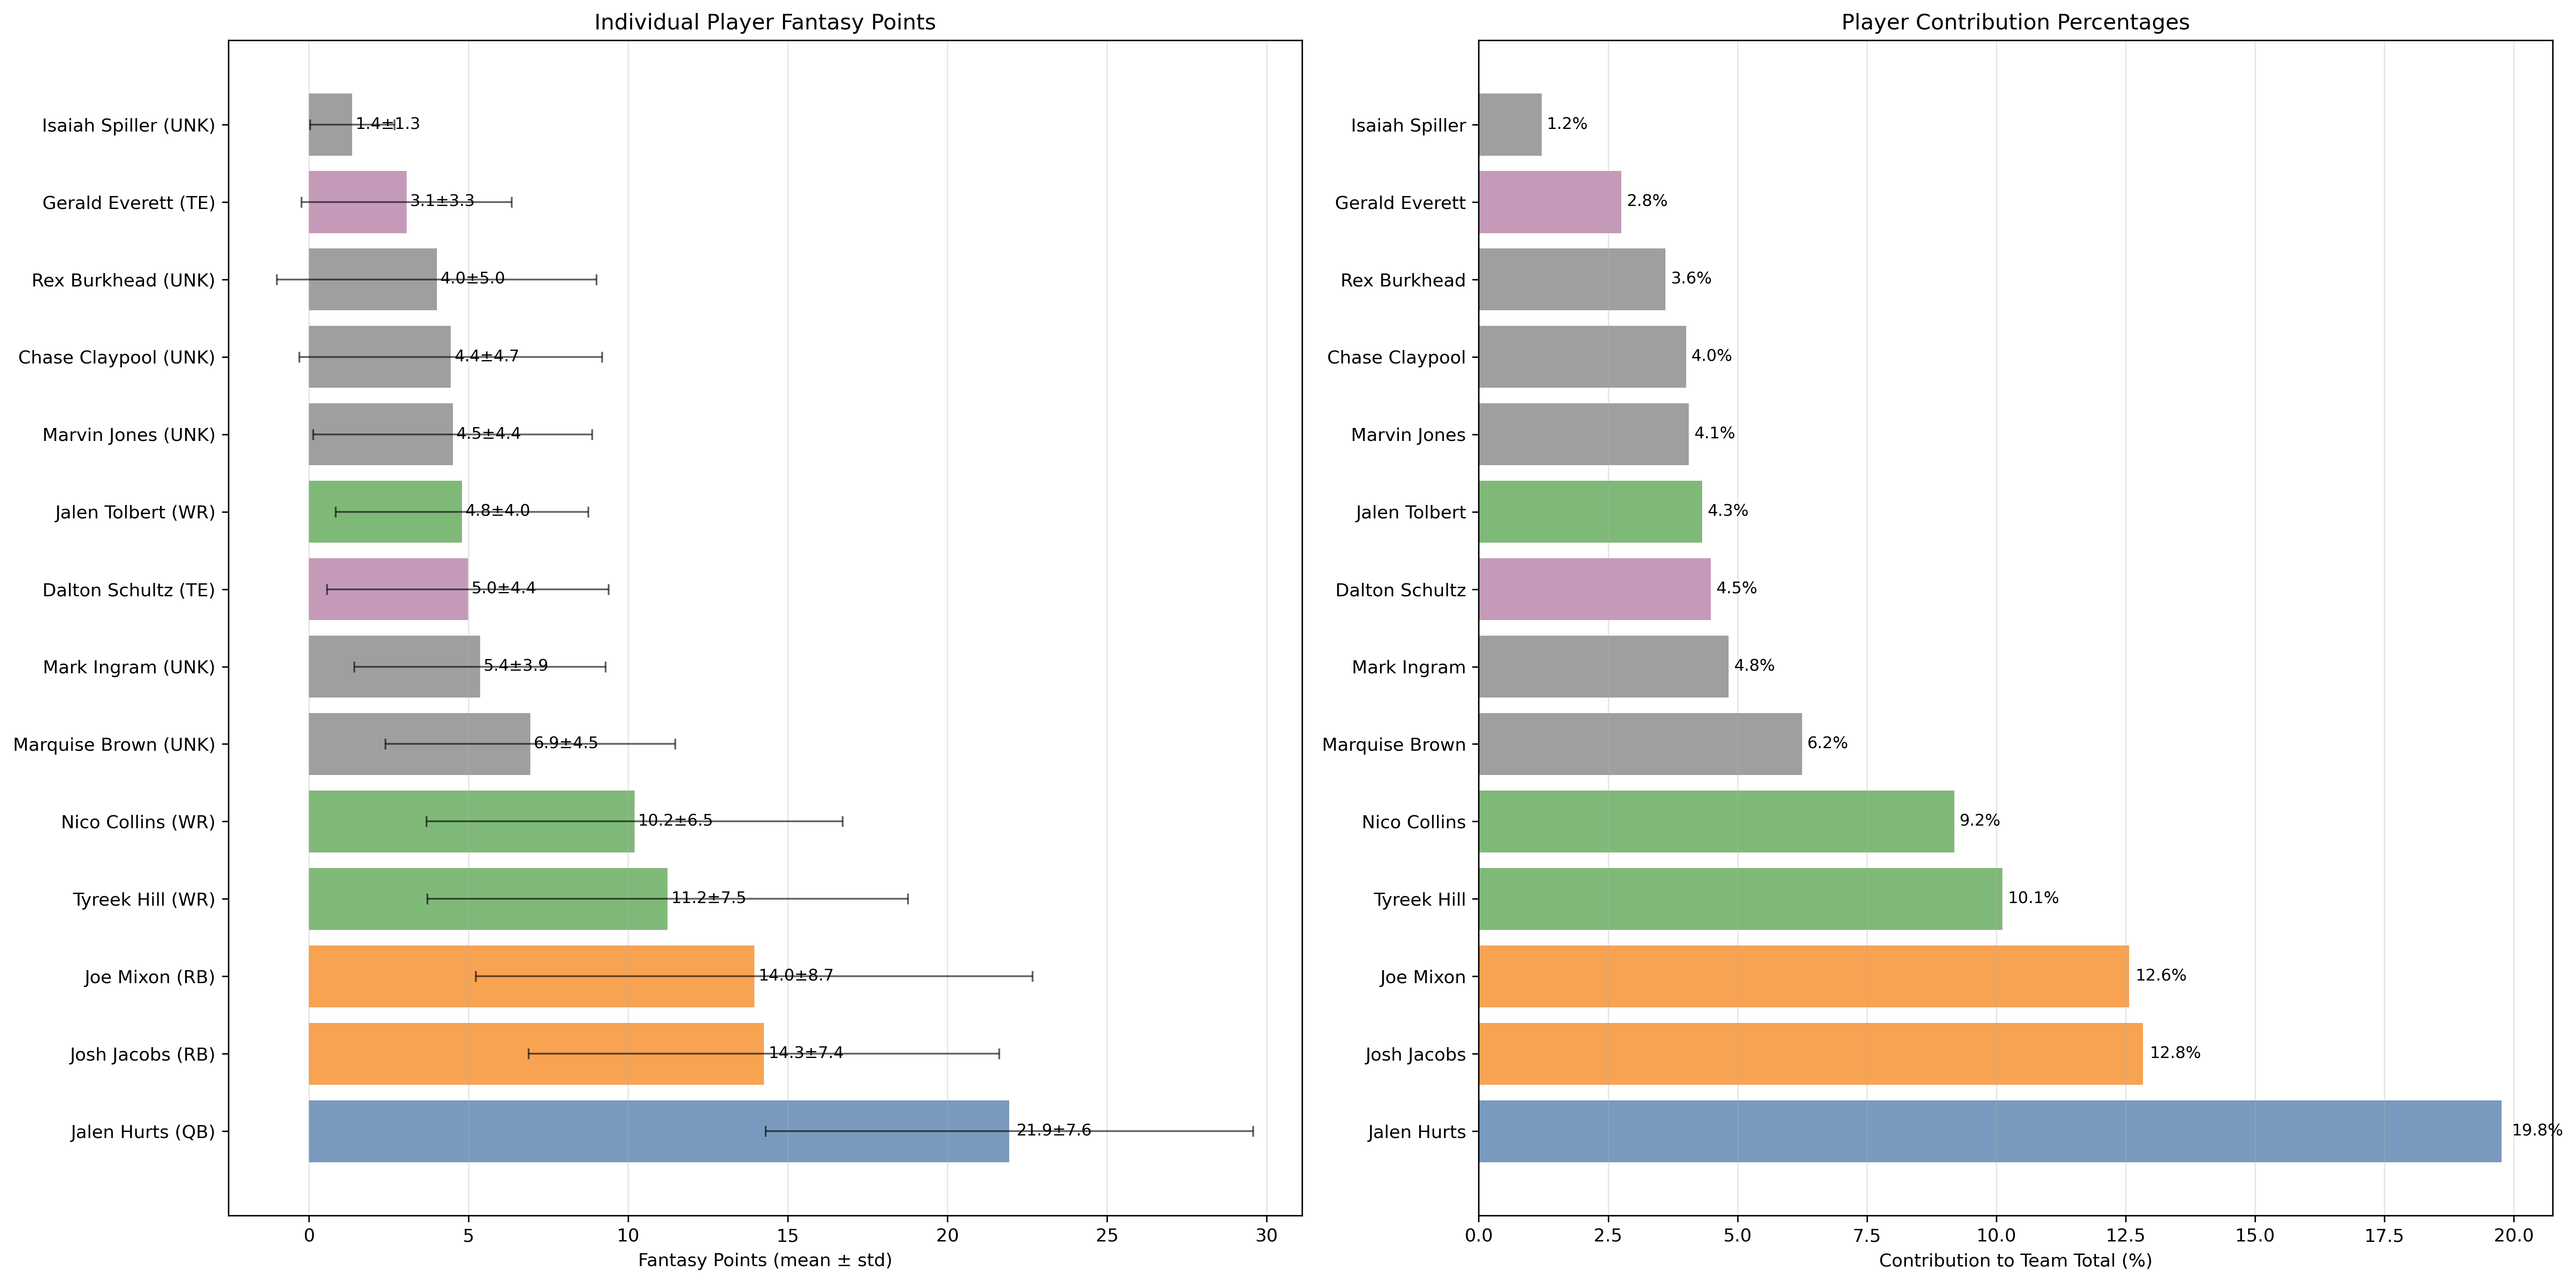 Individual Player Fantasy Points
Isaiah Spiller (UNK)
1.4±1.3
Gerald Everett (TE)
3.1±3.3
Rex Burkhead (UNK)
4.0±5.0
Chase Claypool (UNK)
4.4±4.7
Marvin Jones (UNK)
4.5±4.4
Jalen Tolbert (WR)
4.8±4.0
Dalton Schultz (TE)
5.0±4.4
Mark Ingram (UNK)
5.4±3.9
Marquise Brown (UNK)
6.9±4.5
Nico Collins (WR)
10.2±6.5
Tyreek Hill (WR)
11.2±7.5
Joe Mixon (RB)
14.0±8.7
Josh Jacobs (RB)
14.3±7.4
Jalen Hurts (QB)
21.9±7.6
0 5 10 15 20 25 30
Fantasy Points (mean ± std)
Player Contribution Percentages
Isaiah Spiller
1.2%
Gerald Everett
2.8%
Rex Burkhead
3.6%
Chase Claypool
4.0%
Marvin Jones
4.1%
Jalen Tolbert
4.3%
Dalton Schultz
4.5%
Mark Ingram
4.8%
Marquise Brown
6.2%
Nico Collins
9.2%
Tyreek Hill
10.1%
Joe Mixon
12.6%
Josh Jacobs
12.8%
Jalen Hurts
19.8%
0.0 2.5 5.0 7.5 10.0 12.5 15.0 17.5 20.0
Contribution to Team Total (%)